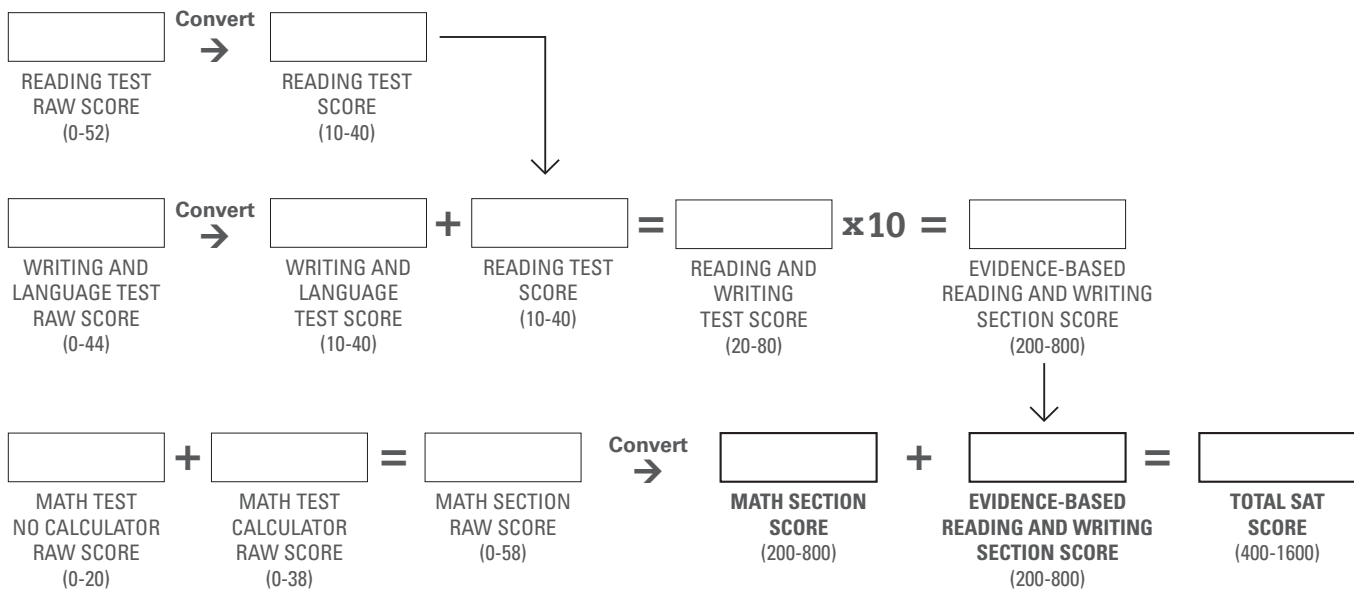 Convert
→
READING TEST
RAW SCORE
(0-52)
READING TEST
SCORE
(10-40)
Convert
→
+
=
x10 =
WRITING AND
LANGUAGE TEST
RAW SCORE
(0-44)
WRITING AND
LANGUAGE
TEST SCORE
(10-40)
READING TEST
SCORE
(10-40)
READING AND
WRITING
TEST SCORE
(20-80)
EVIDENCE-BASED
READING AND WRITING
SECTION SCORE
(200-800)
+
=
Convert
→
+
=
MATH TEST
NO CALCULATOR
RAW SCORE
(0-20)
MATH TEST
CALCULATOR
RAW SCORE
(0-38)
MATH SECTION
RAW SCORE
(0-58)
MATH SECTION
SCORE
(200-800)
EVIDENCE-BASED
READING AND WRITING
SECTION SCORE
(200-800)
TOTAL SAT
SCORE
(400-1600)